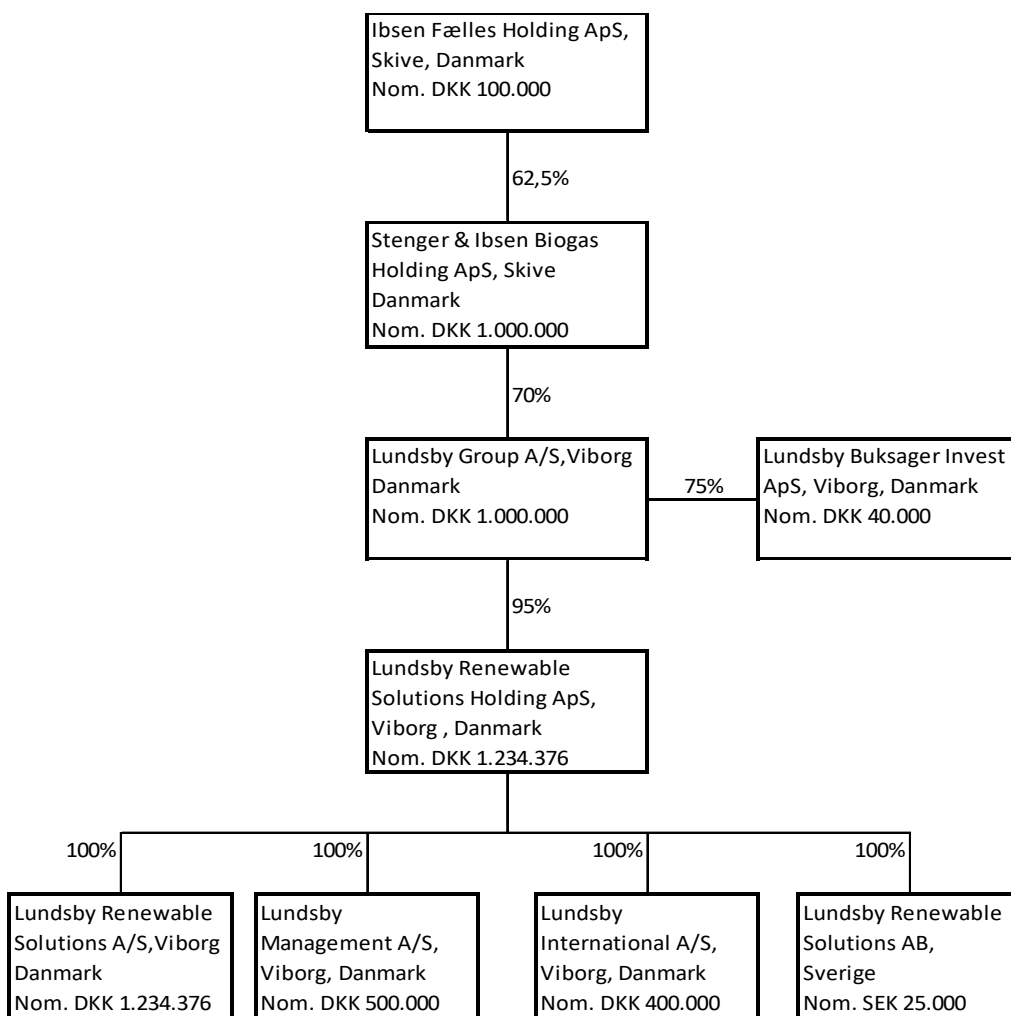 Ibsen Fælles Holding ApS,
Skive, Danmark
Nom. DKK 100.000
62,5%
Stenger & Ibsen Biogas
Holding ApS, Skive
Danmark
Nom. DKK 1.000.000
70%
Lundsby Group A/S,Viborg
Danmark
Nom. DKK 1.000.000
75%
Lundsby Buksager Invest
ApS, Viborg, Danmark
Nom. DKK 40.000
95%
Lundsby Renewable
Solutions Holding ApS,
Viborg , Danmark
Nom. DKK 1.234.376
100%
100%
100%
100%
Lundsby Renewable
Solutions A/S,Viborg
Danmark
Nom. DKK 1.234.376
Lundsby
Management A/S,
Viborg, Danmark
Nom. DKK 500.000
Lundsby
International A/S,
Viborg, Danmark
Nom. DKK 400.000
Lundsby Renewable
Solutions AB,
Sverige
Nom. SEK 25.000